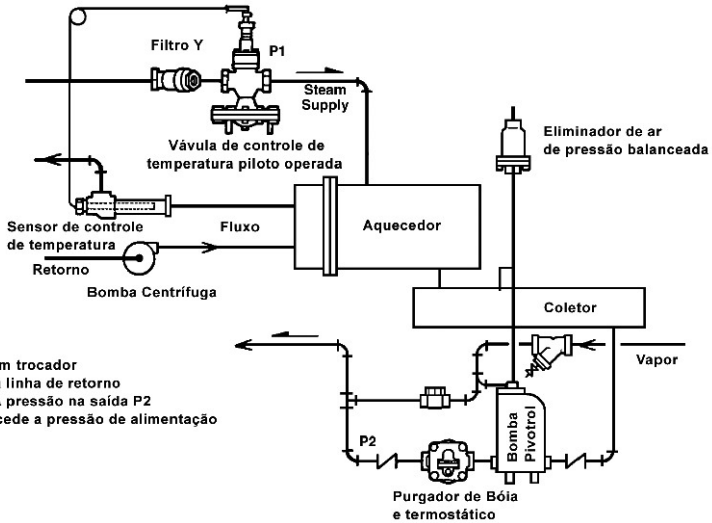 Filtro Y
P1
Steam
Supply
Vávula de controle de
temperatura piloto operada
Eliminador de ar
de pressão balanceada
Sensor de controle
de temperatura
Fluxo
Aquecedor
Retorno
Bomba Centrífuga
Coletor
Vapor
m trocador
linha de retorno
pressão na saída P2
cede a pressão de alimentação
P2
Bomba
Pivotrol
Purgador de Bóia
e termostático